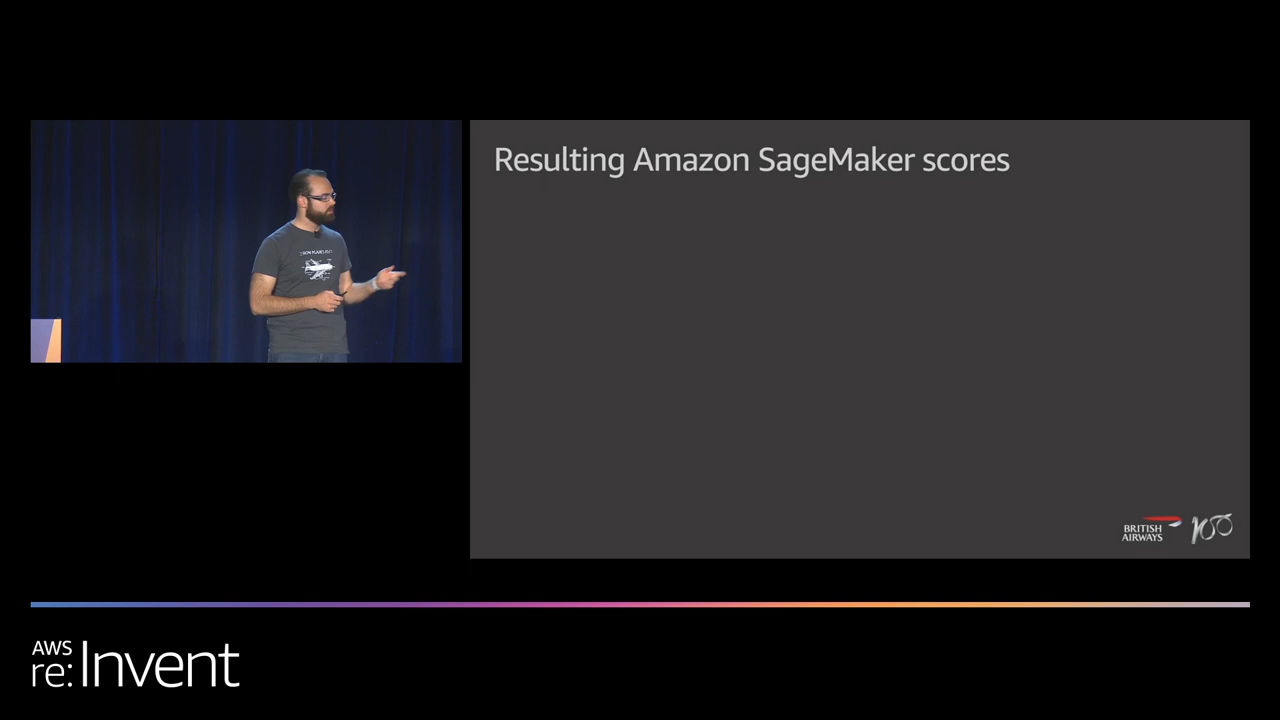 Resulting Amazon SageMaker scores
BRITISH
AIRWAYS
100
AWS
re:Invent